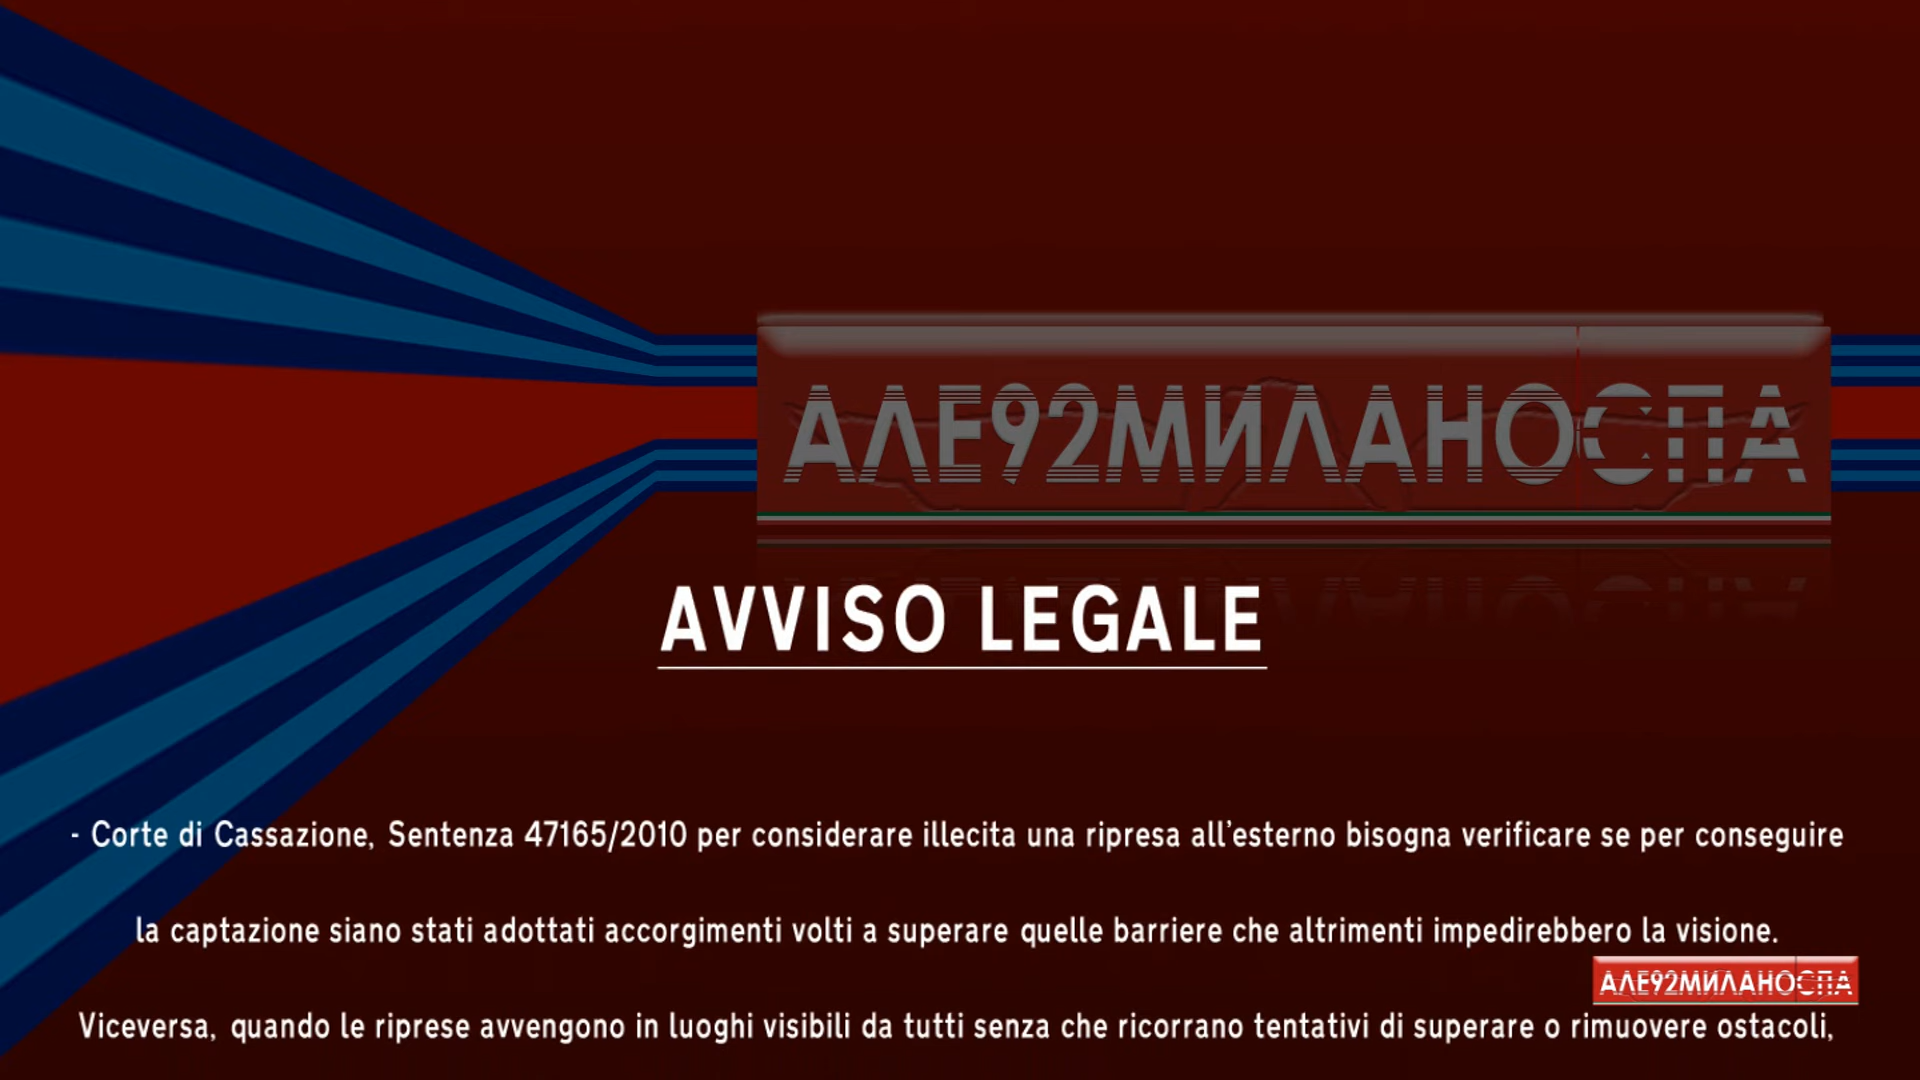 АЛЕ92МИЛАНОСПА
AVVISO LEGALE
- Corte di Cassazione, Sentenza 47165/2010 per considerare illecita una ripresa all'esterno bisogna verificare se per conseguire
la captazione siano stati adottati accorgimenti volti a superare quelle barriere che altrimenti impedirebbero la visione.
АЛЕ92МИЛАНОСПА
Viceversa, quando le riprese avvengono in luoghi visibili da tutti senza che ricorrano tentativi di superare o rimuovere ostacoli,